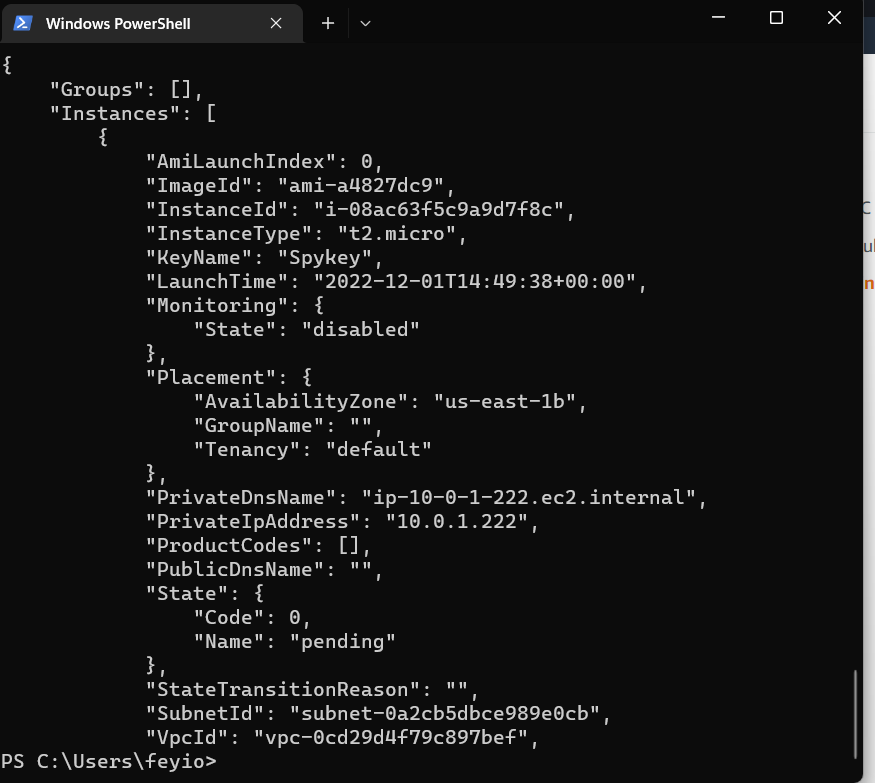 Windows PowerShell
{
    "Groups": [],
    "Instances": [
        {
            "AmiLaunchIndex": 0,
            "ImageId": "ami-a4827dc9",
            "InstanceId": "i-08ac63f5c9a9d7f8c",
            "InstanceType": "t2.micro",
            "KeyName": "Spykey",
            "LaunchTime": "2022-12-01T14:49:38+00:00",
            "Monitoring": {
                "State": "disabled"
            },
            "Placement": {
                "AvailabilityZone": "us-east-1b",
                "GroupName": "",
                "Tenancy": "default"
            },
            "PrivateDnsName": "ip-10-0-1-222.ec2.internal",
            "PrivateIpAddress": "10.0.1.222",
            "ProductCodes": [],
            "PublicDnsName": "",
            "State": {
                "Code": 0,
                "Name": "pending"
            },
            "StateTransitionReason": "",
            "SubnetId": "subnet-0a2cb5dbce989e0cb",
            "VpcId": "vpc-0cd29d4f79c897bef",
PS C:\Users\feyio>